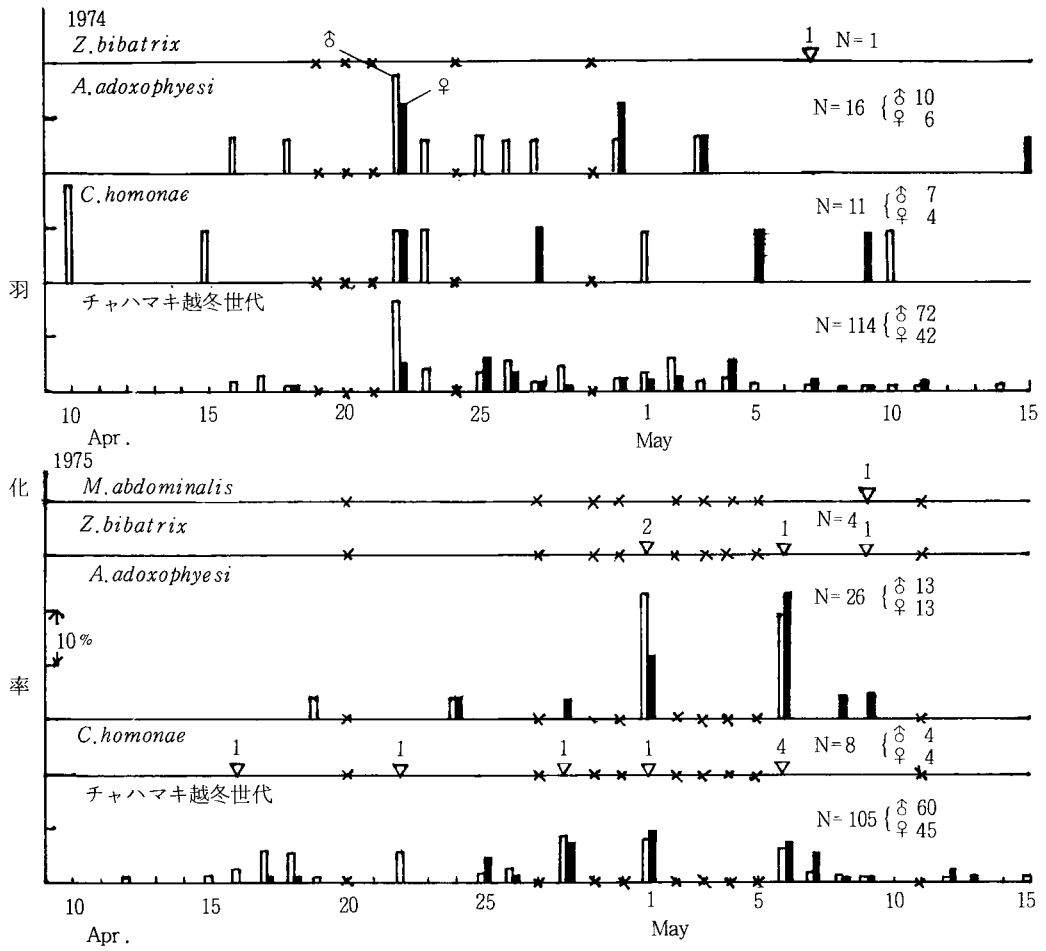 1974
Z.bibatrix
1 N=1
♂
♀
A.adoxophyesi
N=16 { ♂ 10
♀ 6
C.homonae
N=11 { ♂ 7
♀ 4
チャハマキ越冬世代
N=114 { ♂ 72
♀ 42
10 15 20 25 1 5 10 15
Apr. May
羽化率
1975
M.abdominalis
1
Z.bibatrix
2 1 N=4 1
A.adoxophyesi
10%
N=26 { ♂ 13
♀ 13
C.homonae
1 1 1 1 4
N=8 { ♂ 4
♀ 4
チャハマキ越冬世代
N=105 { ♂ 60
♀ 45
10 15 20 25 1 5 10 15
Apr. May